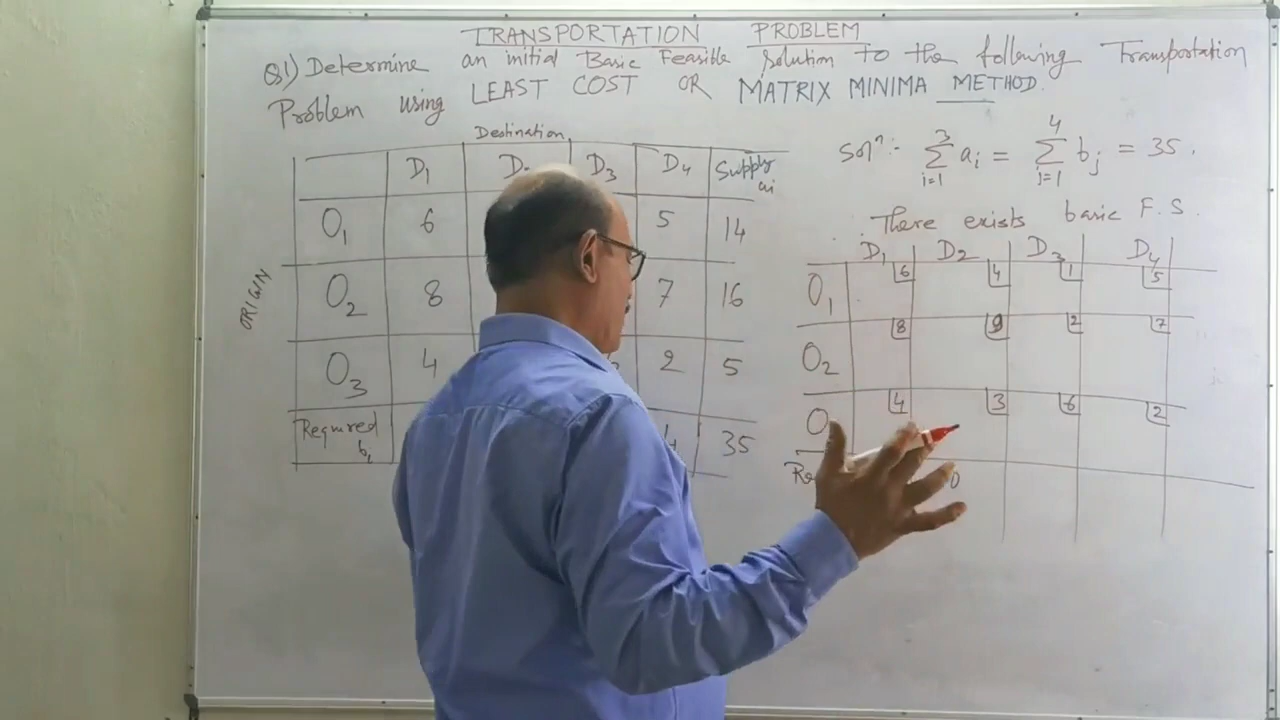 TRANSPORTATION PROBLEM
Q1) Determine an initial Basic Feasible Solution to the following Transportation
Problem using LEAST COST OR MATRIX MINIMA METHOD.
Destination
D1 D3 D4 Supply ai
O1 6 5 14
ORIGIN
O2 8 7 16
O3 4 2 5
Required bj 4 35
Solⁿ:- 3∑i=1 ai = 4∑j=1 bj = 35.
There exists basic F.S.
D1 D2 D3 D4
O1 6 4 1 5
O2 8 9 2 7
O 4 3 6 2